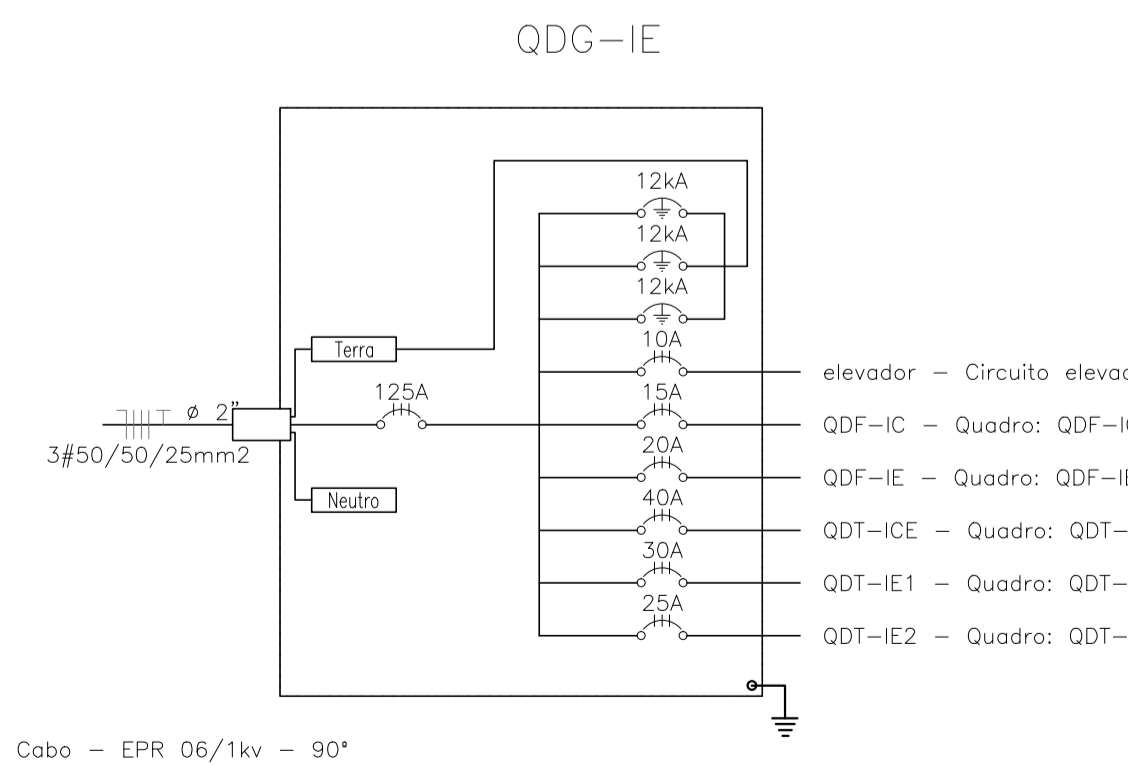 QDG-IE
12kA
12kA
12kA
Terra
10A
elevador - Circuito
125A
15A
QDF-IC - Quadro:
ø 2"
3#50/50/25mm2
20A
QDF-IE - Quadro:
Neutro
40A
QDT-ICE - Quadro:
30A
QDT-IE1 - Quadro:
25A
QDT-IE2 - Quadro:
Cabo - EPR 06/1kv - 90°